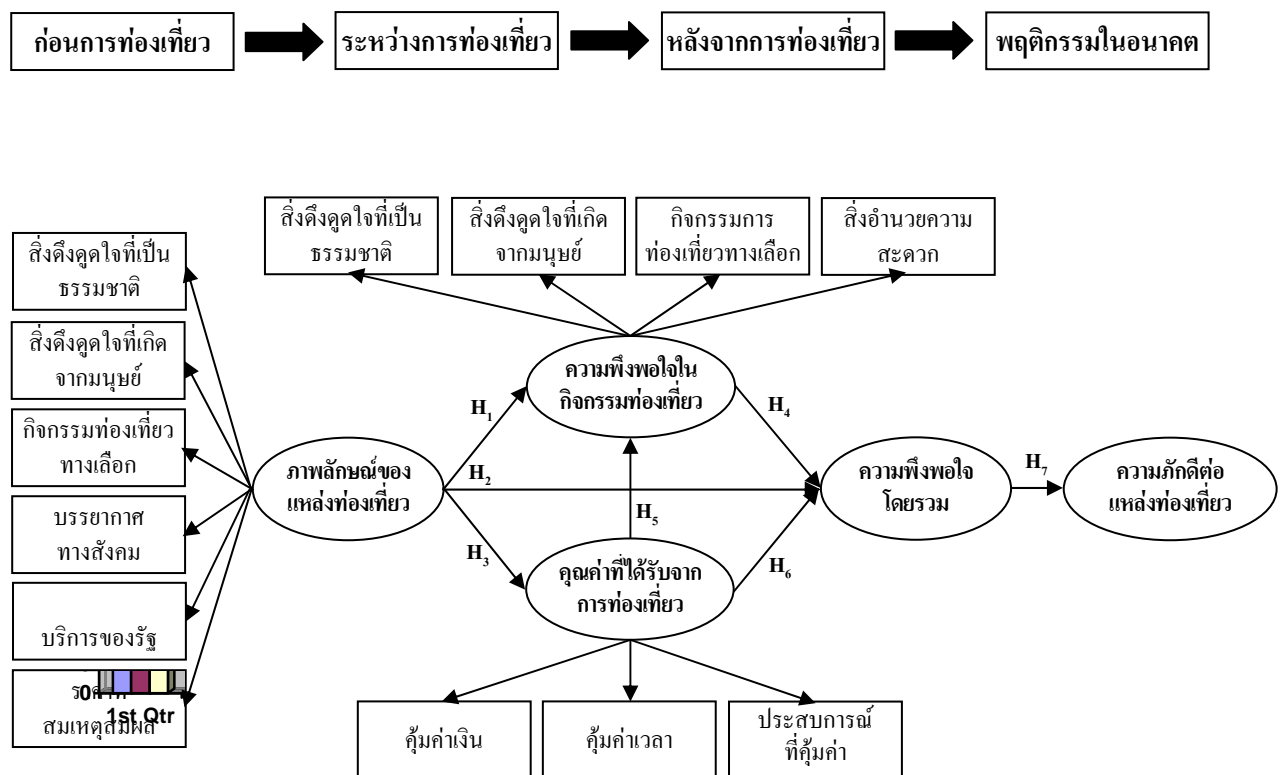 ก่อนการท่องเที่ยว
ระหว่างการท่องเที่ยว
หลังจากการท่องเที่ยว
พฤติกรรมในอนาคต
สิ่งดึงดูดใจที่เป็น
ธรรมชาติ
สิ่งดึงดูดใจที่เกิด
จากมนุษย์
กิจกรรมการ
ท่องเที่ยวทางเลือก
สิ่งอำนวยความ
สะดวก
สิ่งดึงดูดใจที่เป็น
ธรรมชาติ
สิ่งดึงดูดใจที่เกิด
จากมนุษย์
กิจกรรมท่องเที่ยว
ทางเลือก
บรรยากาศ
ทางสังคม
บริการของรัฐ
สมเหตุสมผล
0
1st Qtr
ภาพลักษณ์ของ
แหล่งท่องเที่ยว
H1
H2
H3
ความพึงพอใจใน
กิจกรรมท่องเที่ยว
H5
คุณค่าที่ได้รับจาก
การท่องเที่ยว
H4
H6
ความพึงพอใจ
โดยรวม
H7
ความภักดีต่อ
แหล่งท่องเที่ยว
คุ้มค่าเงิน
คุ้มค่าเวลา
ประสบการณ์
ที่คุ้มค่า